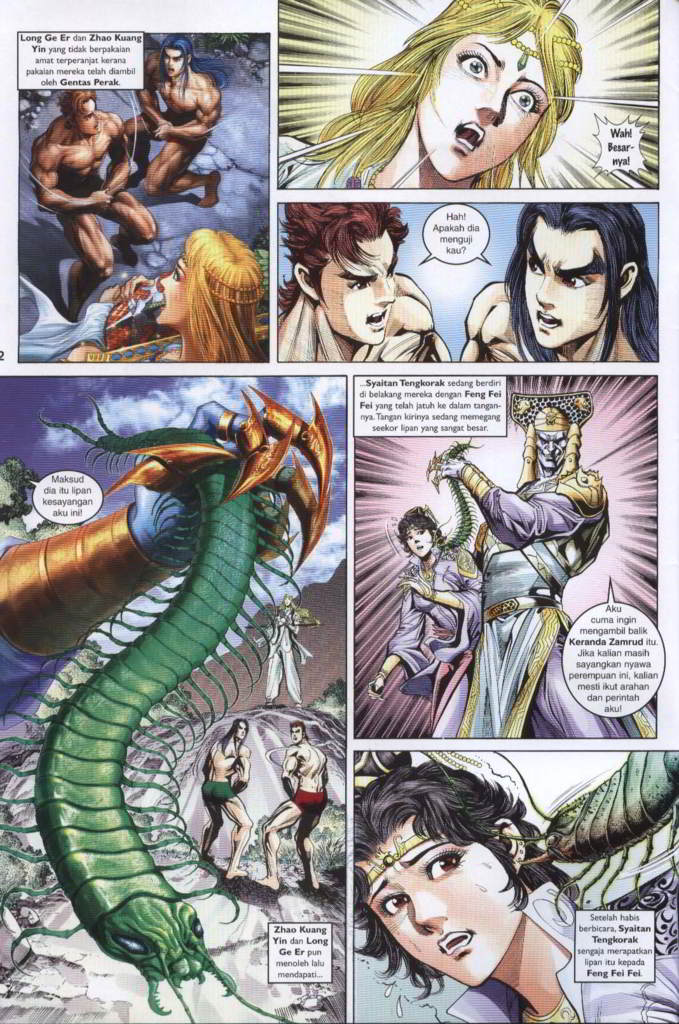 Long Ge Er dan Zhao Kuang
Yin yang tidak berpakaian
amat terperanjat kerana
pakaian mereka telah diambil
oleh Gentas Perak.
Wah!
Besar-
nya!
Hah!
Apakah dia
menguji
kau?
2
Maksud
dia itu lipan
kesayangan
aku ini!
Zhao Kuang
Yin dan Long
Ge Er pun
menoleh lalu
mendapati...
...Syaitan Tengkorak sedang berdiri
di belakang mereka dengan Feng Fei
Fei yang telah jatuh ke dalam tangan-
nya. Tangan kirinya sedang memegang
seekor lipan yang sangat besar.
Aku
cuma ingin
mengambil balik
Keranda Zamrud itu.
Jika kalian masih
sayangkan nyawa
perempuan ini, kalian
mesti ikut arahan
dan perintah
aku!
Setelah habis
berbicara, Syaitan
Tengkorak
sengaja merapatkan
lipan itu kepada
Feng Fei Fei.